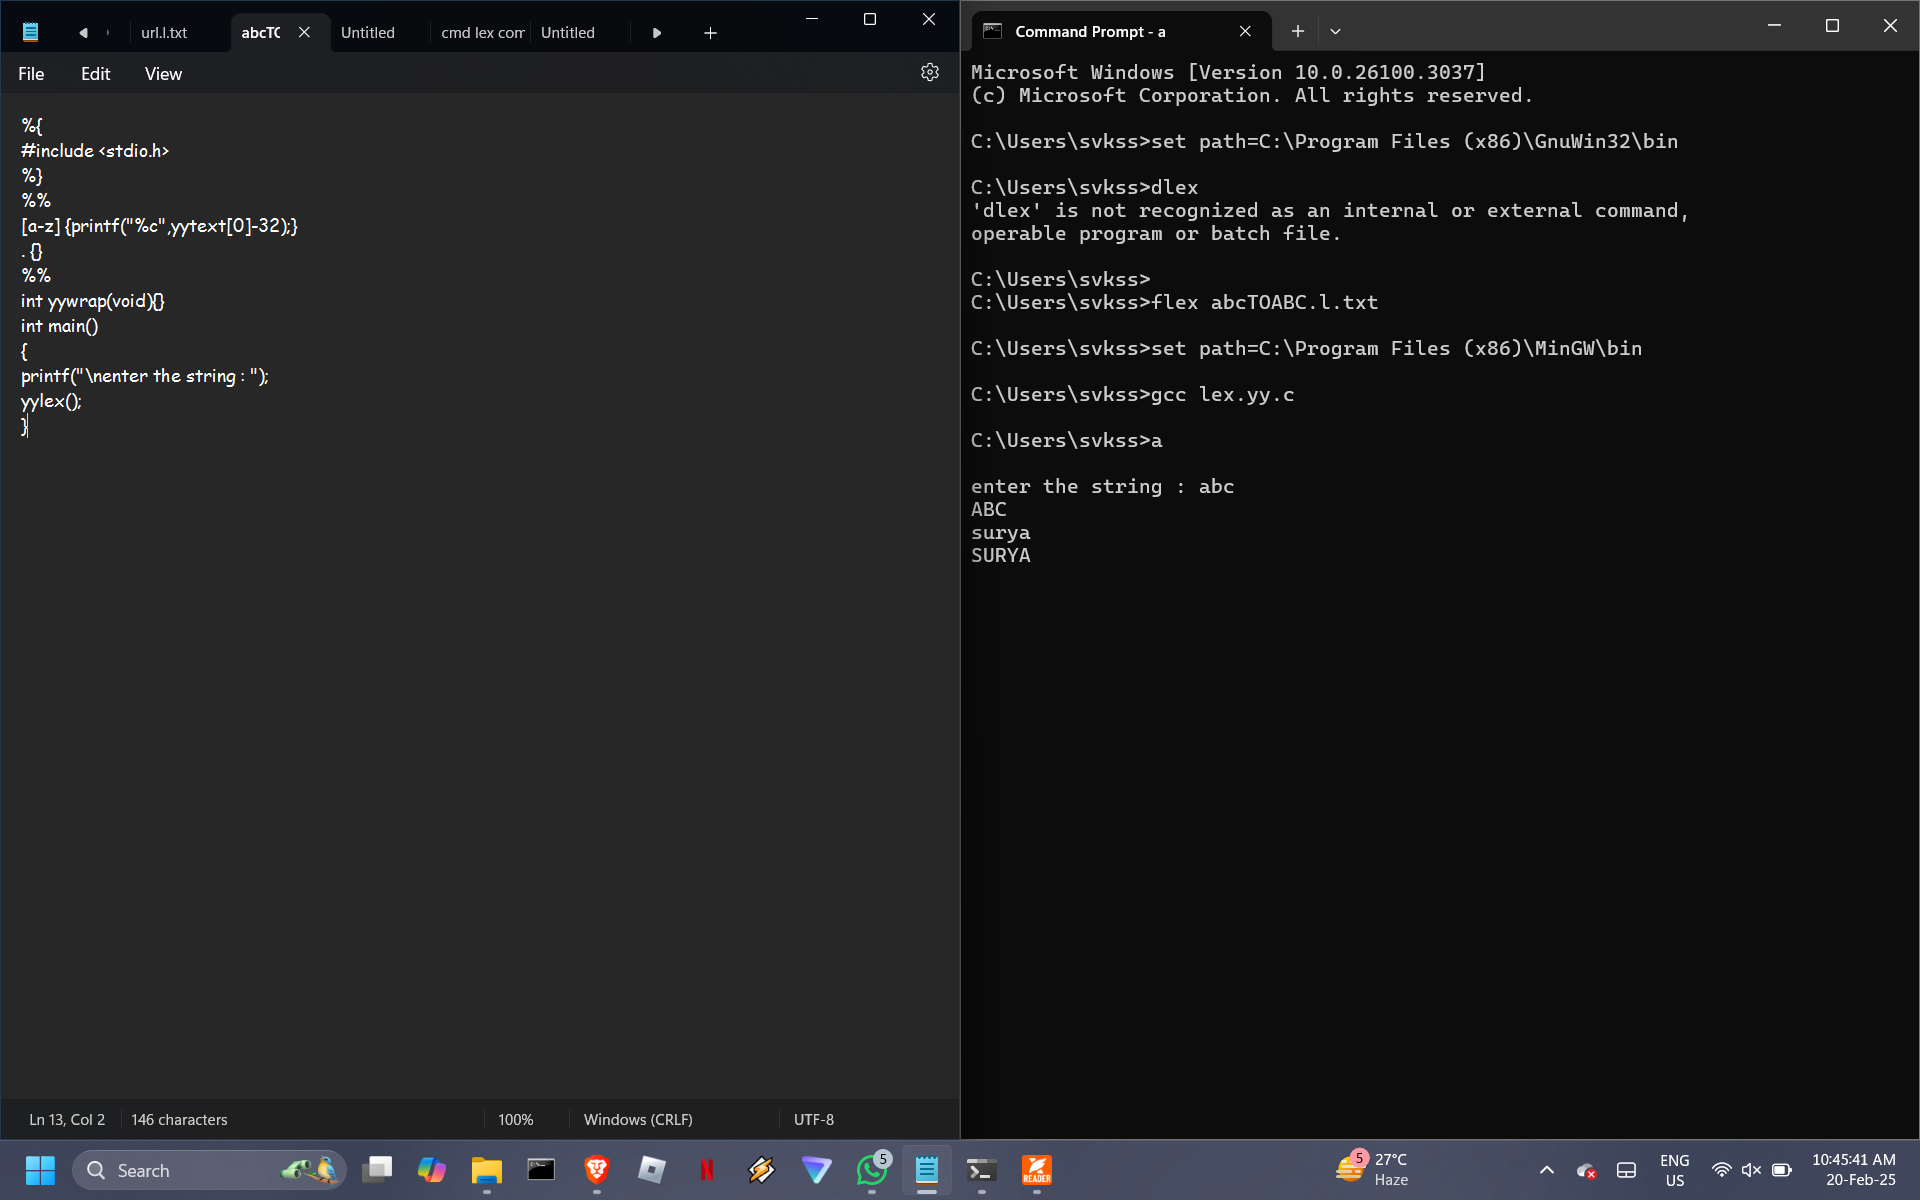 url.l.txt
abcTC
Untitled
cmd lex com
Untitled
File
Edit
View
%{
#include <stdio.h>
%}
%%
[a-z] {printf("%c",yytext[0]-32);}
. {}
%%
int yywrap(void){}
int main()
{
printf("\nenter the string : ");
yylex();
}
Ln 13, Col 2
146 characters
100%
Windows (CRLF)
UTF-8
Command Prompt - a
Microsoft Windows [Version 10.0.26100.3037]
(c) Microsoft Corporation. All rights reserved.
C:\Users\svkss>set path=C:\Program Files (x86)\GnuWin32\bin
C:\Users\svkss>dlex
'dlex' is not recognized as an internal or external command,
operable program or batch file.
C:\Users\svkss>
C:\Users\svkss>flex abcTOABC.l.txt
C:\Users\svkss>set path=C:\Program Files (x86)\MinGW\bin
C:\Users\svkss>gcc lex.yy.c
C:\Users\svkss>a
enter the string : abc
ABC
surya
SURYA
Search
N
5
READER
5
27°C
Haze
ENG
US
10:45:41 AM
20-Feb-25